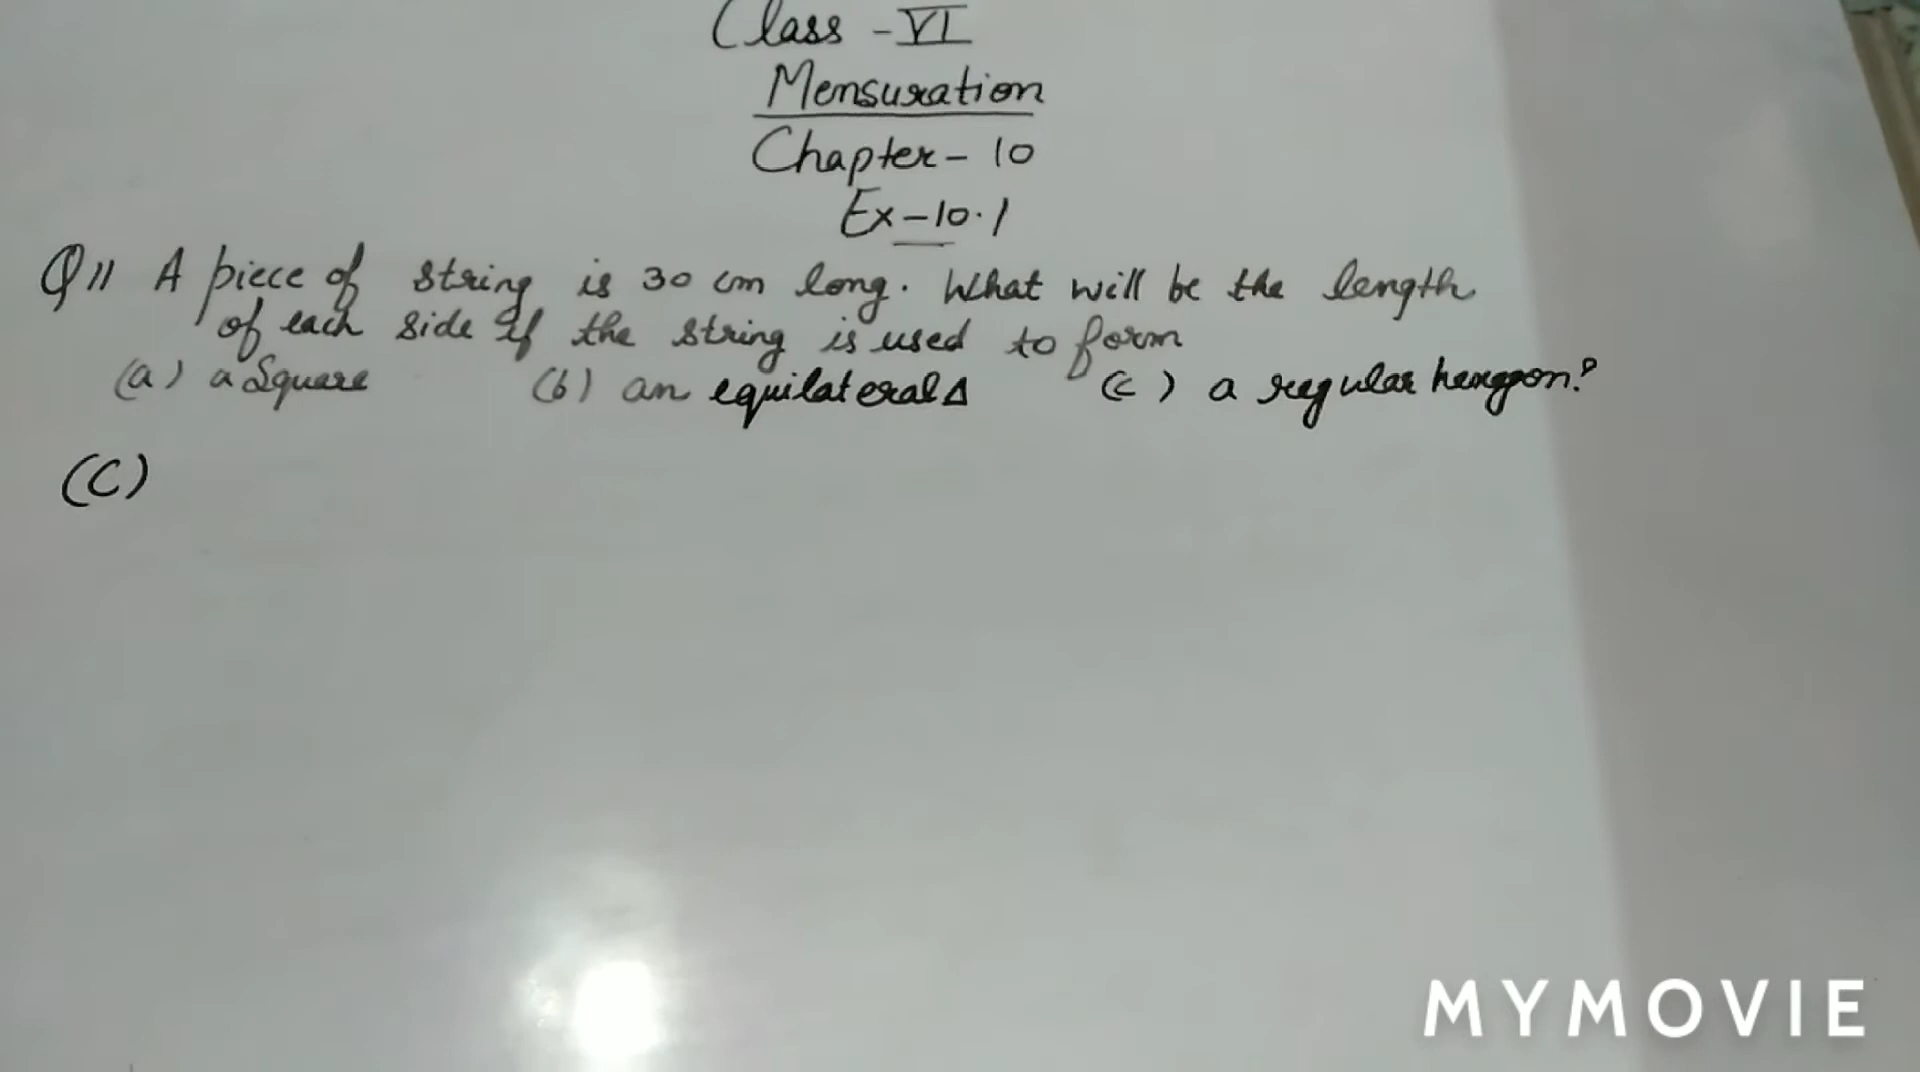 Class - VI
Mensuration
Chapter - 10
Ex - 10.1
Q11 A piece of string is 30 cm long. What will be the length
of each side if the string is used to form
(a) a Square (b) an equilateral Δ (c) a regular hexagon?
(C)
MYMOVIE